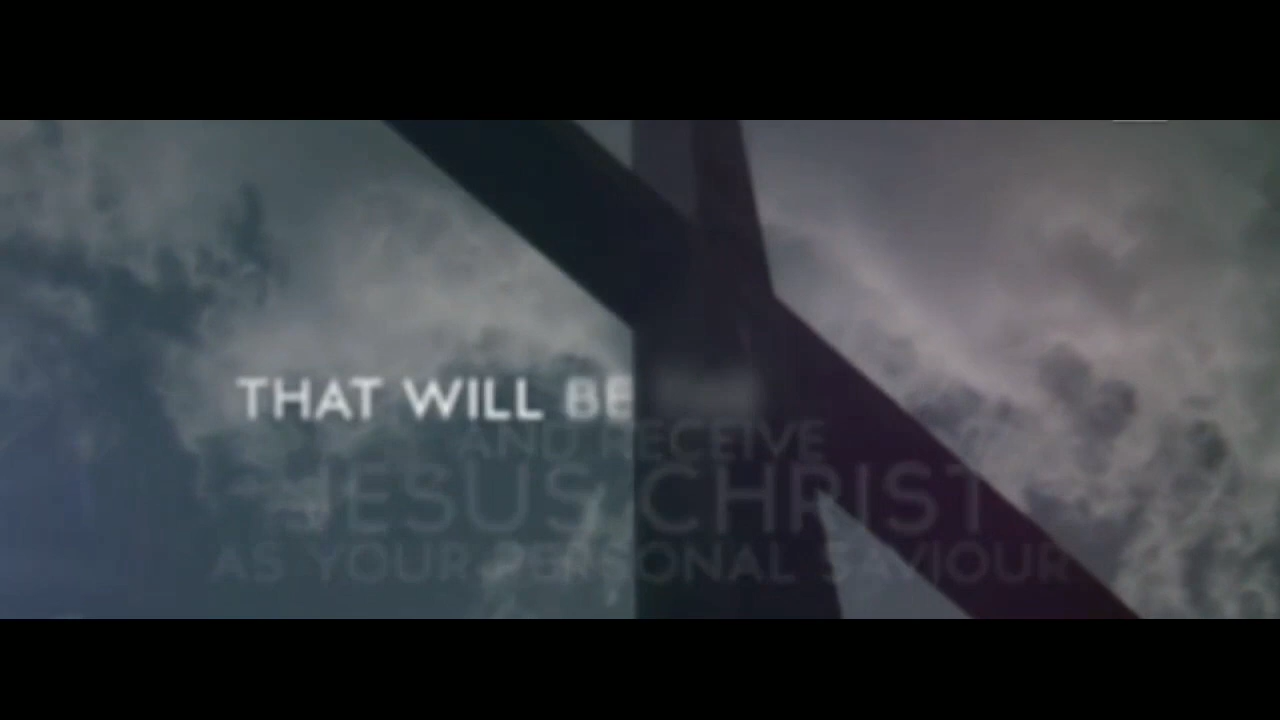 THAT WILL BE
AND RECEIVE
JESUS CHRIST
AS YOUR PERSONAL SAVIOUR